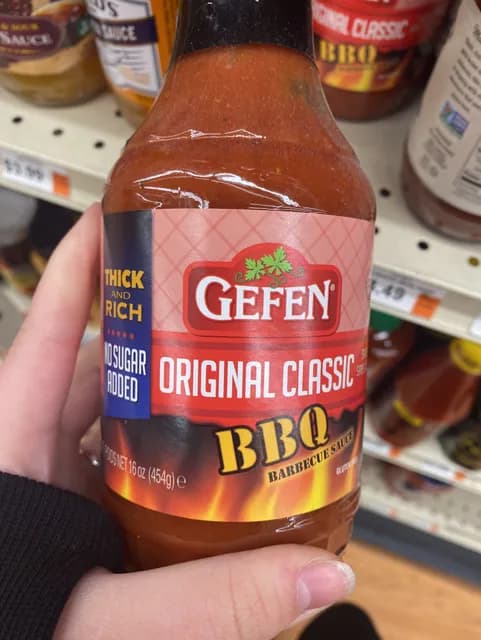 SAUCE
SAUCE
ORIGINAL CLASSIC
BBQ
$3.99
.49
THICK
AND
RICH
NO SUGAR
ADDED
GEFEN®
ORIGINAL CLASSIC
BBQ
BARBECUE SAUCE
NET 16 oz (454g) e